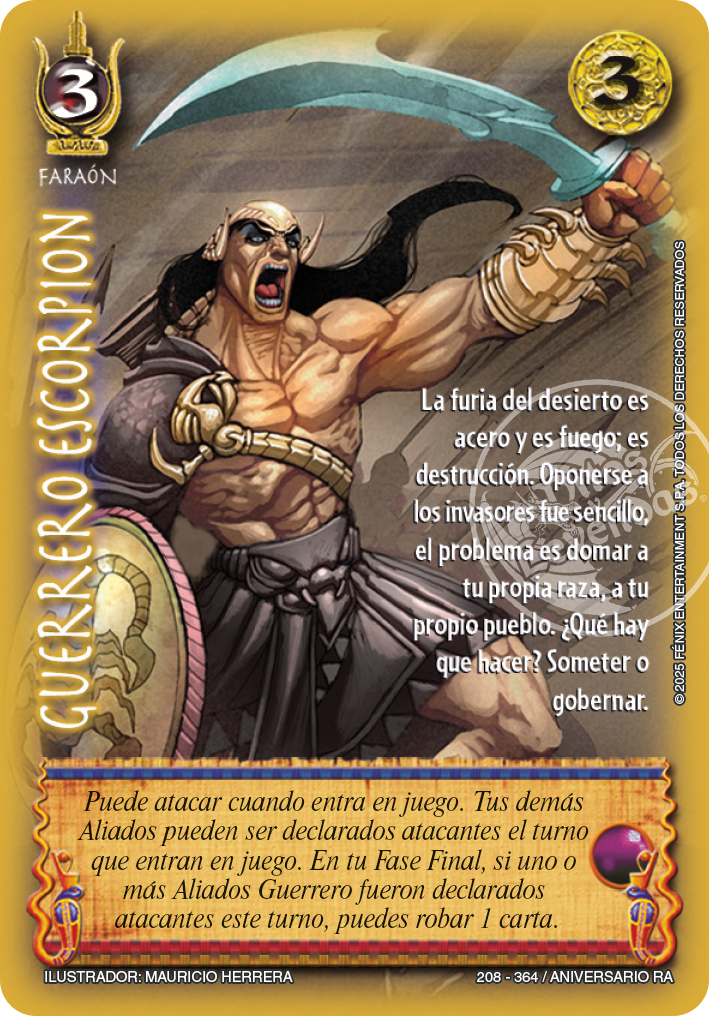 3
3
FARAÓN
GUERRERO ESCORPION
La furia del desierto es
acero y es fuego; es
destrucción. Oponerse a
los invasores fue sencillo,
el problema es domar a
tu propia raza, a tu
propio pueblo. ¿Qué hay
que hacer? Someter o
gobernar.
Mitos y
Leyendas®
©2025 FÉNIX ENTERTAINMENT S.P.A. TODOS LOS DERECHOS RESERVADOS
Puede atacar cuando entra en juego. Tus demás
Aliados pueden ser declarados atacantes el turno
que entran en juego. En tu Fase Final, si uno o
más Aliados Guerrero fueron declarados
atacantes este turno, puedes robar 1 carta.
ILUSTRADOR: MAURICIO HERRERA
208 - 364 / ANIVERSARIO RA